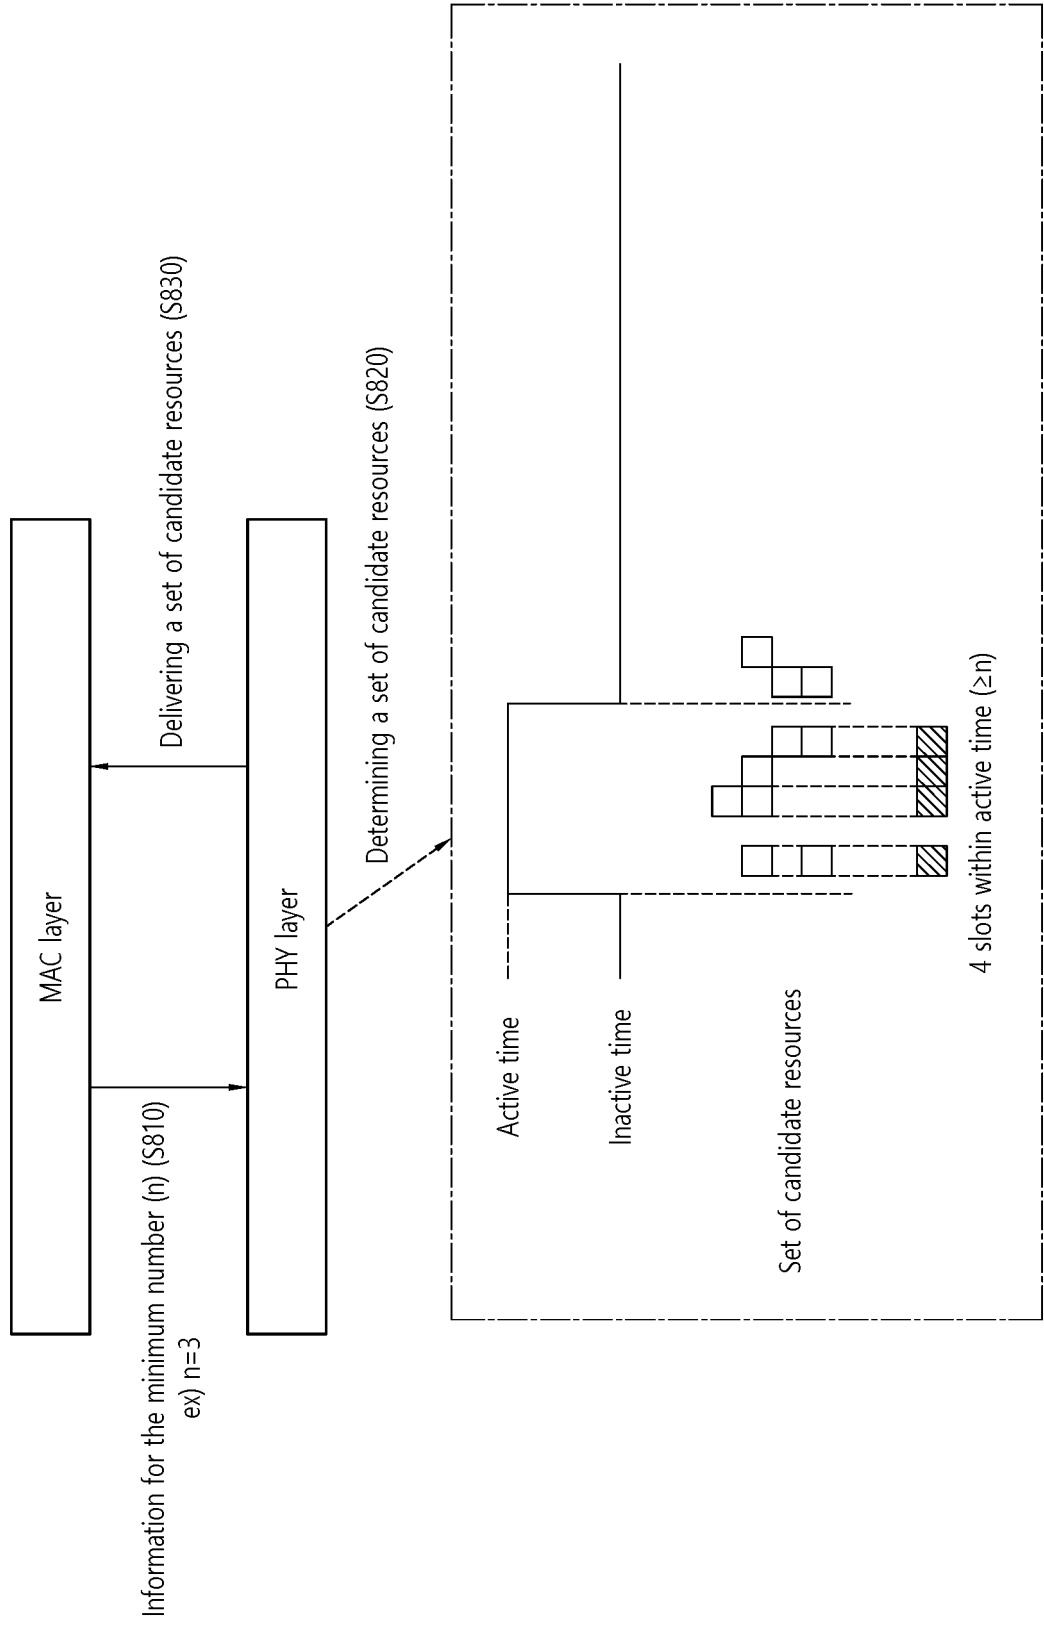 MAC layer
Information for the minimum number (n) (S810)
ex) n=3
Delivering a set of candidate resources (S830)
PHY layer
Determining a set of candidate resources (S820)
Active time
Inactive time
Set of candidate resources
4 slots within active time (≥n)